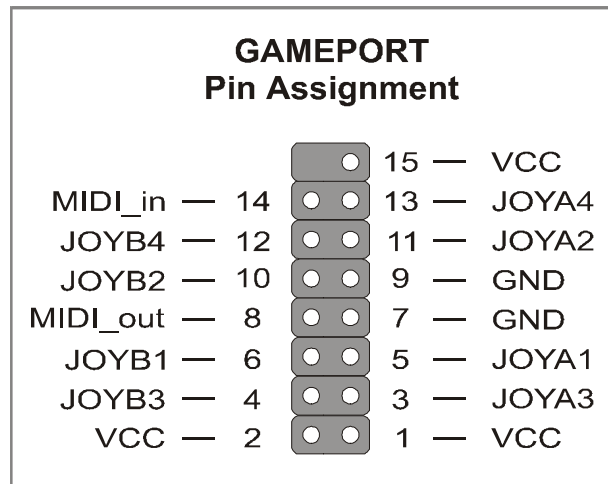 GAMEPORT
Pin Assignment
15 — VCC
MIDI_in — 14 13 — JOYA4
JOYB4 — 12 11 — JOYA2
JOYB2 — 10 9 — GND
MIDI_out — 8 7 — GND
JOYB1 — 6 5 — JOYA1
JOYB3 — 4 3 — JOYA3
VCC — 2 1 — VCC